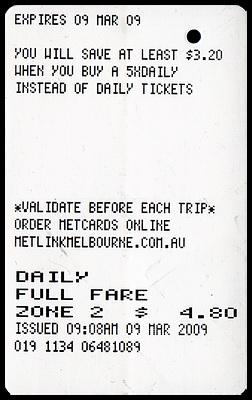 EXPIRES 09 MAR 09
YOU WILL SAVE AT LEAST $3.20
WHEN YOU BUY A 5XDAILY
INSTEAD OF DAILY TICKETS
*VALIDATE BEFORE EACH TRIP*
ORDER METCARDS ONLINE
METLINKMELBOURNE.COM.AU
DAILY
FULL FARE
ZONE 2 $ 4.80
ISSUED 09:08AM 09 MAR 2009
019 1134 06481089